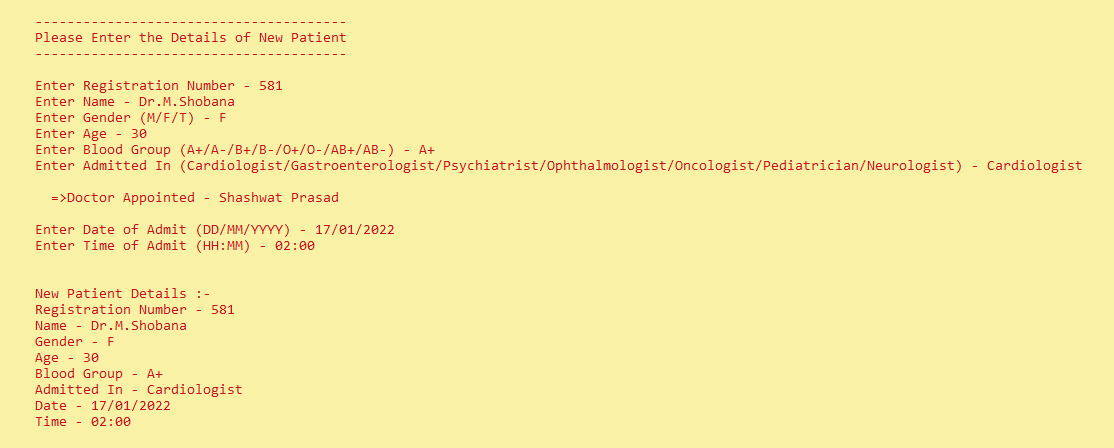 ---------------------------------------
Please Enter the Details of New Patient
---------------------------------------
Enter Registration Number - 581
Enter Name - Dr.M.Shobana
Enter Gender (M/F/T) - F
Enter Age - 30
Enter Blood Group (A+/A-/B+/B-/O+/O-/AB+/AB-) - A+
Enter Admitted In (Cardiologist/Gastroenterologist/Psychiatrist/Ophthalmologist/Oncologist/Pediatrician/Neurologist) - Cardiologist
=>Doctor Appointed - Shashwat Prasad
Enter Date of Admit (DD/MM/YYYY) - 17/01/2022
Enter Time of Admit (HH:MM) - 02:00
New Patient Details :-
Registration Number - 581
Name - Dr.M.Shobana
Gender - F
Age - 30
Blood Group - A+
Admitted In - Cardiologist
Date - 17/01/2022
Time - 02:00